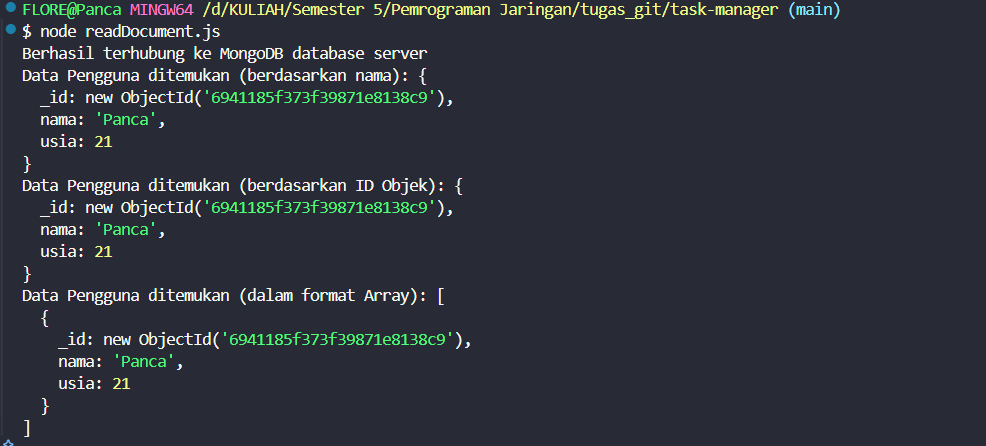 FLORE@Panca MINGW64 /d/KULIAH/Semester 5/Pemrograman Jaringan/tugas_git/task-manager (main)
$ node readDocument.js
Berhasil terhubung ke MongoDB database server
Data Pengguna ditemukan (berdasarkan nama): {
  _id: new ObjectId('6941185f373f39871e8138c9'),
  nama: 'Panca',
  usia: 21
}
Data Pengguna ditemukan (berdasarkan ID Objek): {
  _id: new ObjectId('6941185f373f39871e8138c9'),
  nama: 'Panca',
  usia: 21
}
Data Pengguna ditemukan (dalam format Array): [
  {
    _id: new ObjectId('6941185f373f39871e8138c9'),
    nama: 'Panca',
    usia: 21
  }
]